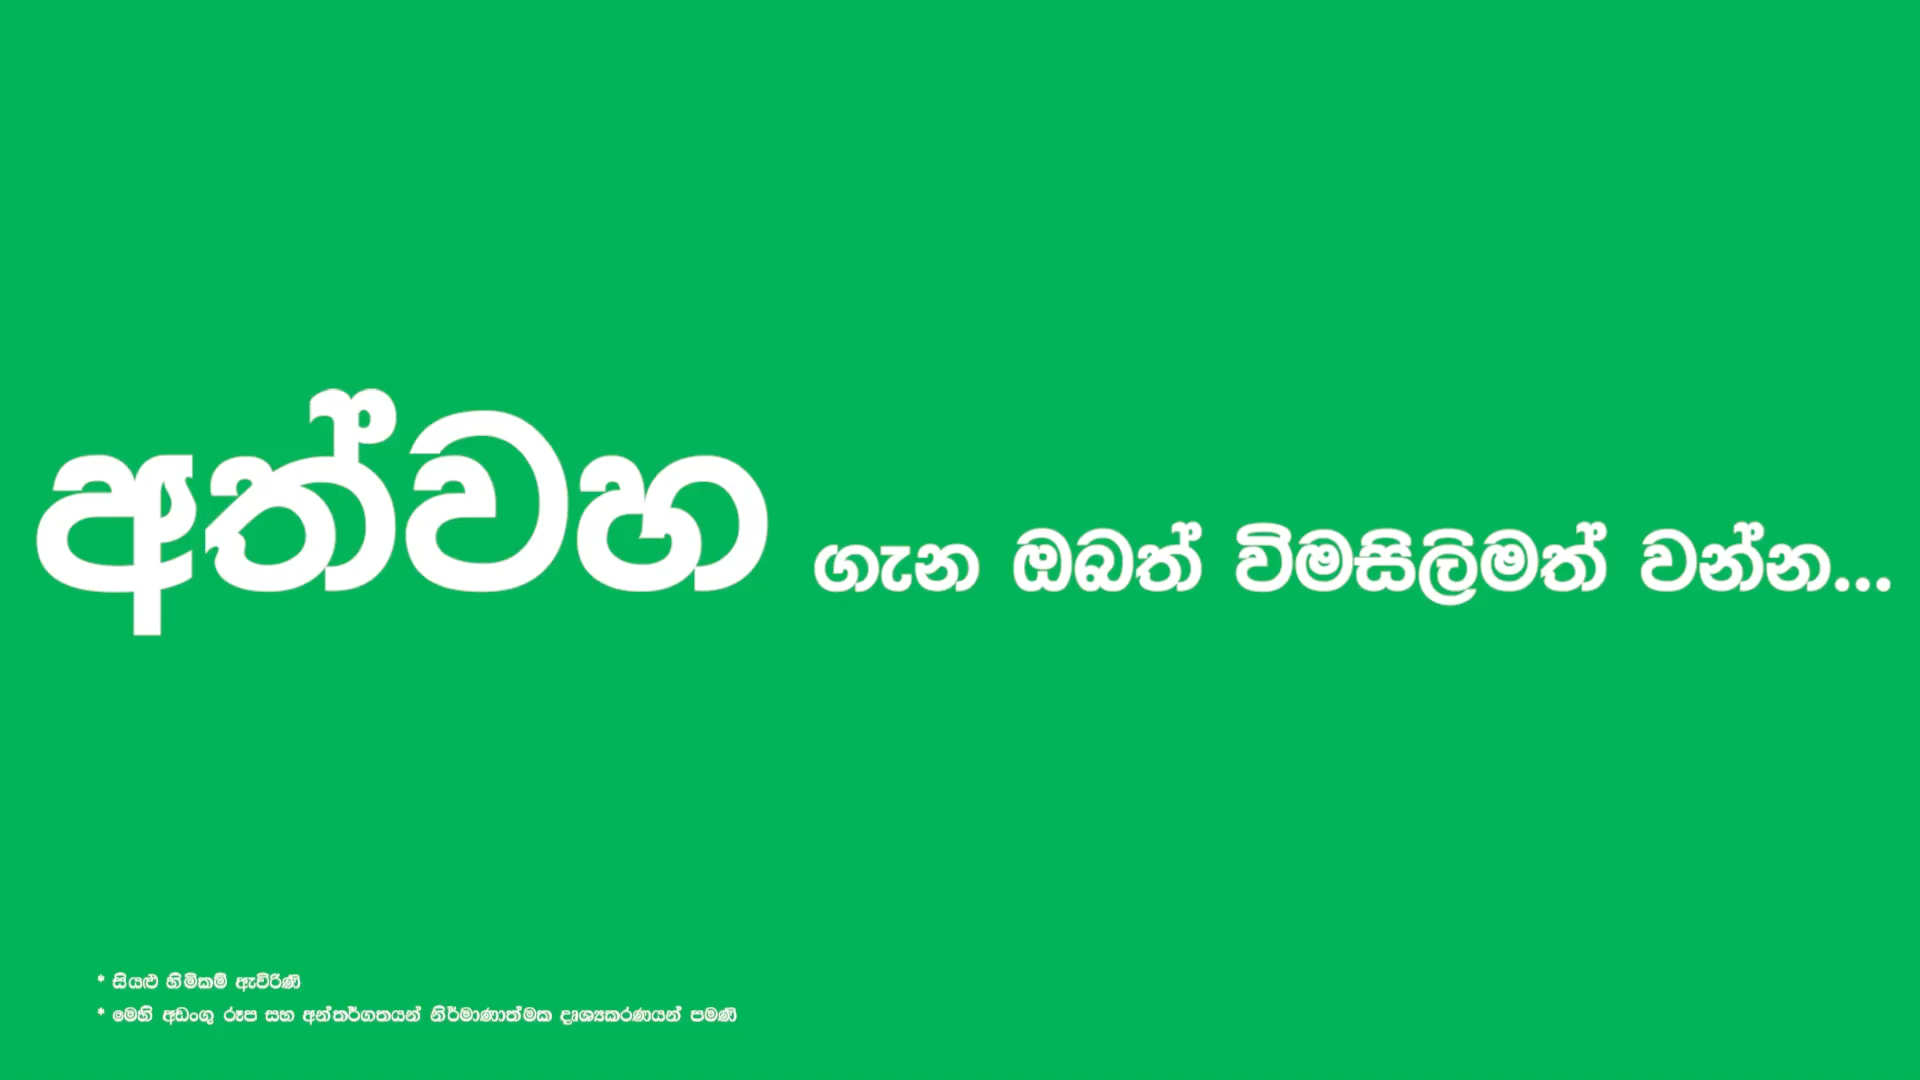 අත්වහ ගැන ඔබත් විමසිලිමත් වන්න...
* සියළු හිමිකම් ඇවිරිණි
* මෙහි අඩංගු රූප සහ අන්තර්ගතයන් නිර්මාණාත්මක දෘශ්‍යකරණයන් පමණි